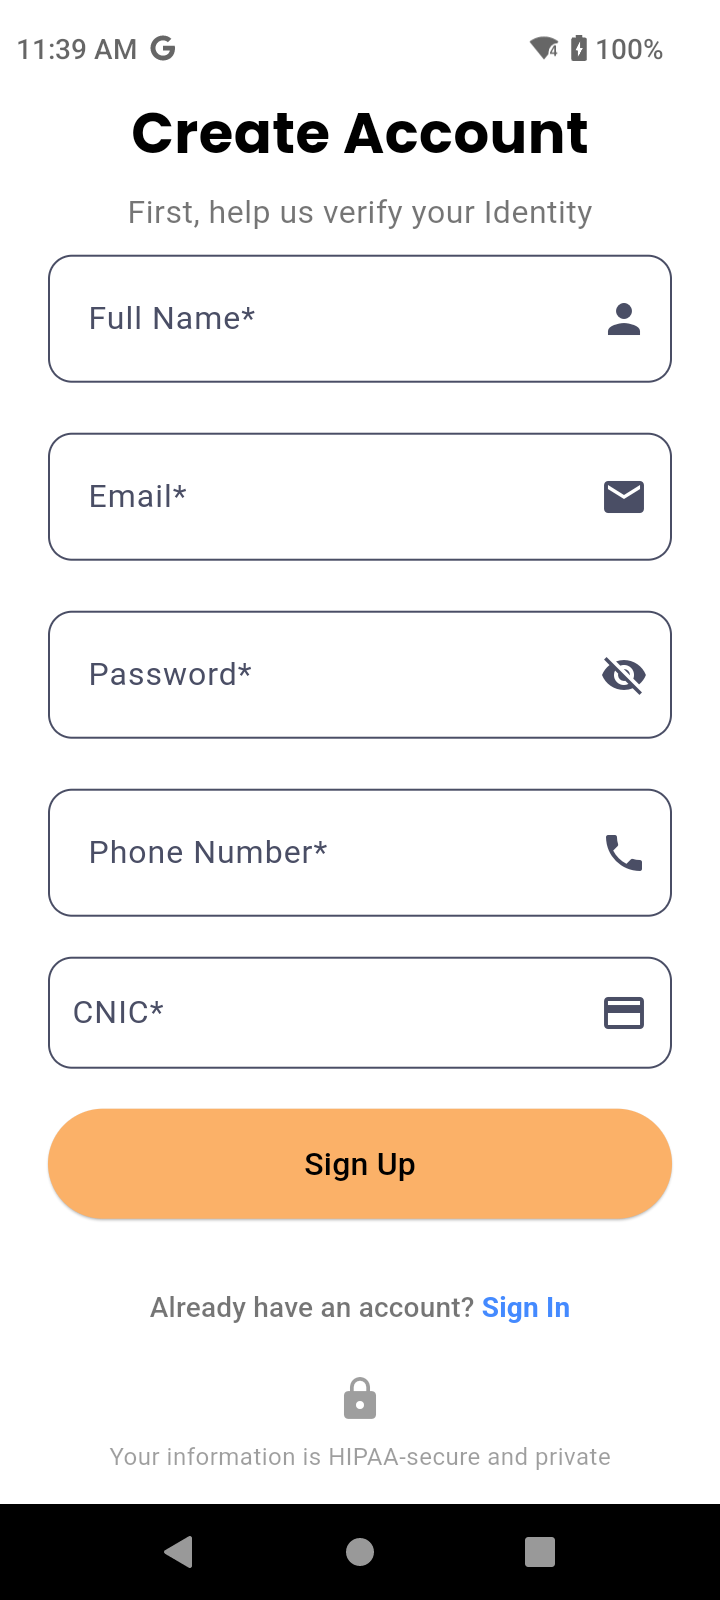 11:39 AM G 4 100%
Create Account
First, help us verify your Identity
Full Name*
Email*
Password*
Phone Number*
CNIC*
Sign Up
Already have an account? Sign In
Your information is HIPAA-secure and private